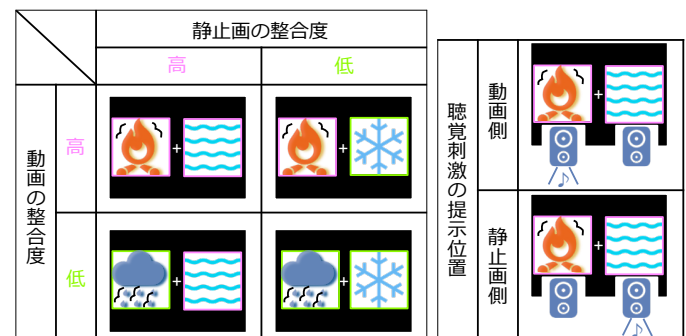 静止画の整合度
高
低
動画の整合度
高
低
聴覚刺激の提示位置
動画側
静止画側